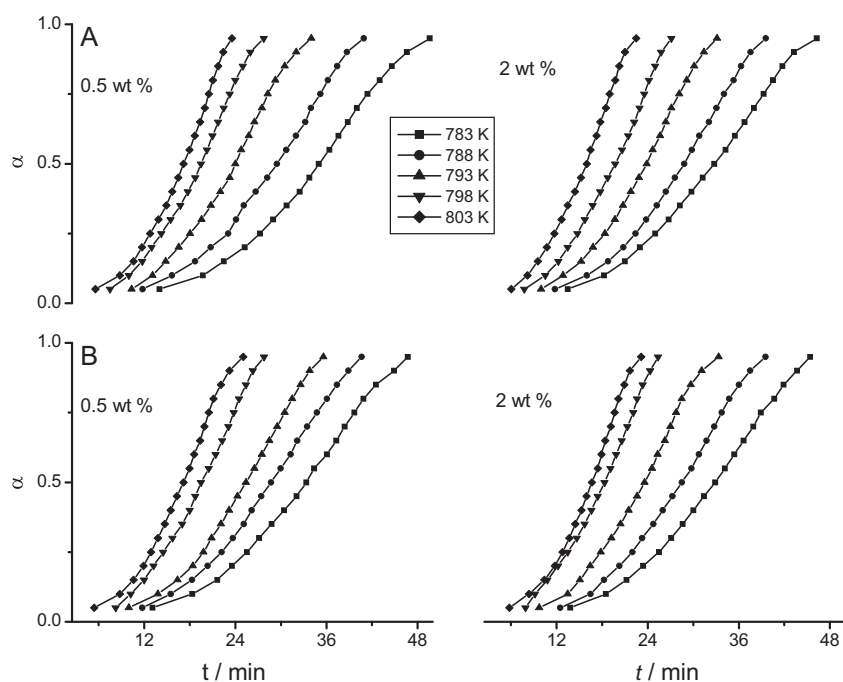 A
1.0
0.5 wt %
2 wt %
783 K
788 K
793 K
798 K
803 K
α
0.5
0.0
B
1.0
0.5 wt %
2 wt %
α
0.5
0.0
12 24 36 48
12 24 36 48
t / min
t / min